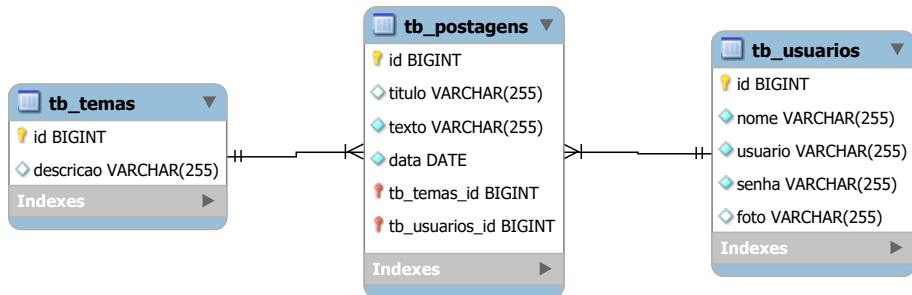 tb_temas
id BIGINT
descricao VARCHAR(255)
Indexes
tb_postagens
id BIGINT
titulo VARCHAR(255)
texto VARCHAR(255)
data DATE
tb_temas_id BIGINT
tb_usuarios_id BIGINT
Indexes
tb_usuarios
id BIGINT
nome VARCHAR(255)
usuario VARCHAR(255)
senha VARCHAR(255)
foto VARCHAR(255)
Indexes